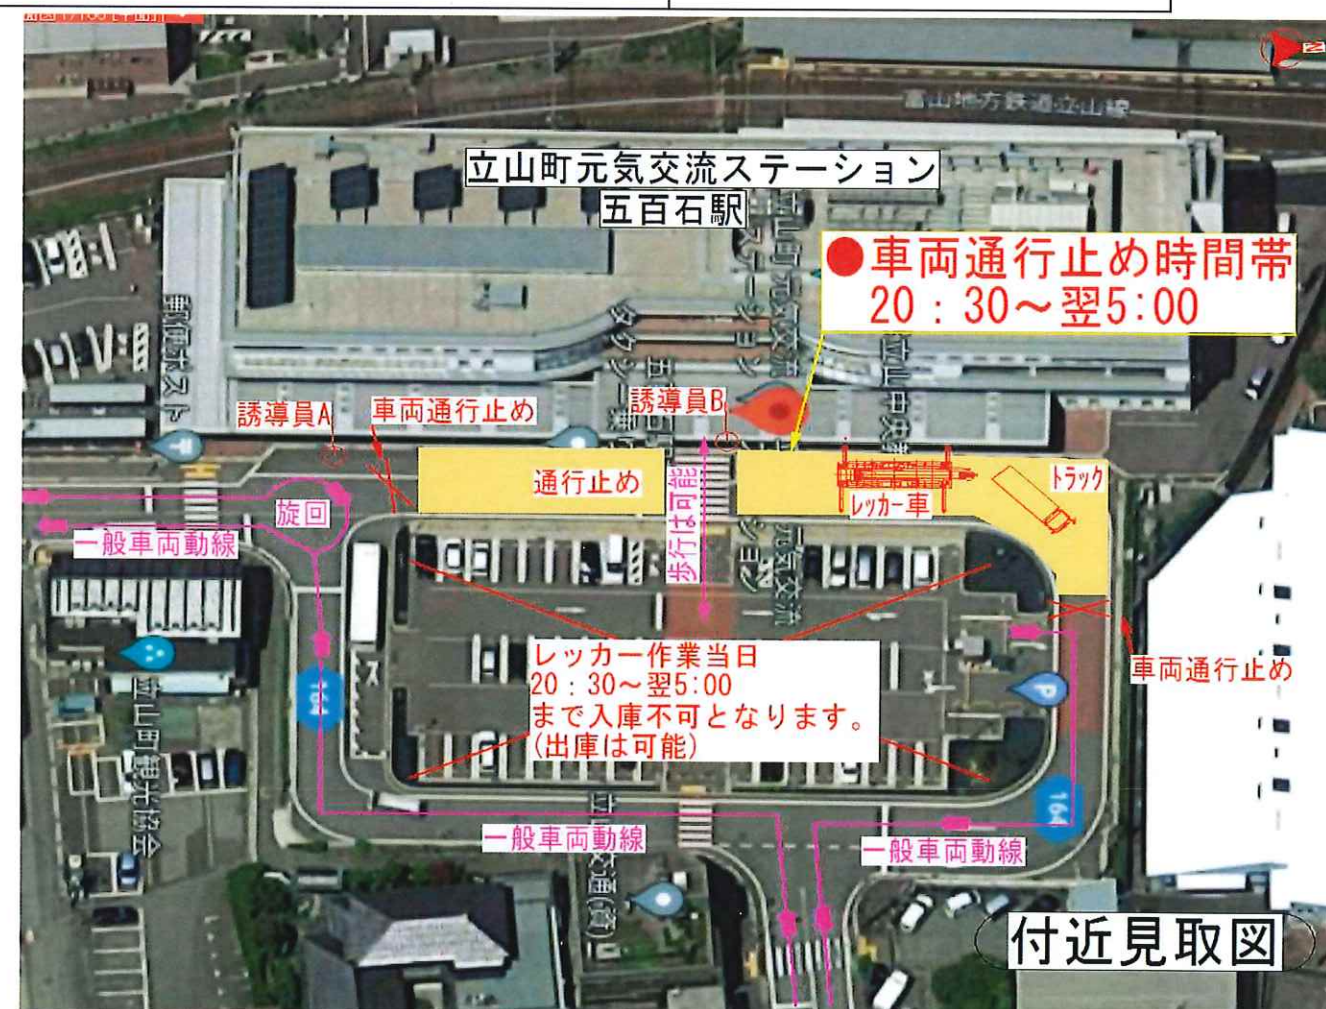 富山地方鉄道立山線
N
立山町元気交流ステーション
五百石駅
●車両通行止め時間帯
20：30～翌5:00
郵便ポスト
誘導員A
車両通行止め
誘導員B
通行止め
歩行は可能
レッカー車
トラック
旋回
一般車両動線
レッカー作業当日
20：30～翌5:00
まで入庫不可となります。
(出庫は可能)
車両通行止め
P
164
164
立山町観光協会
一般車両動線
一般車両動線
付近見取図